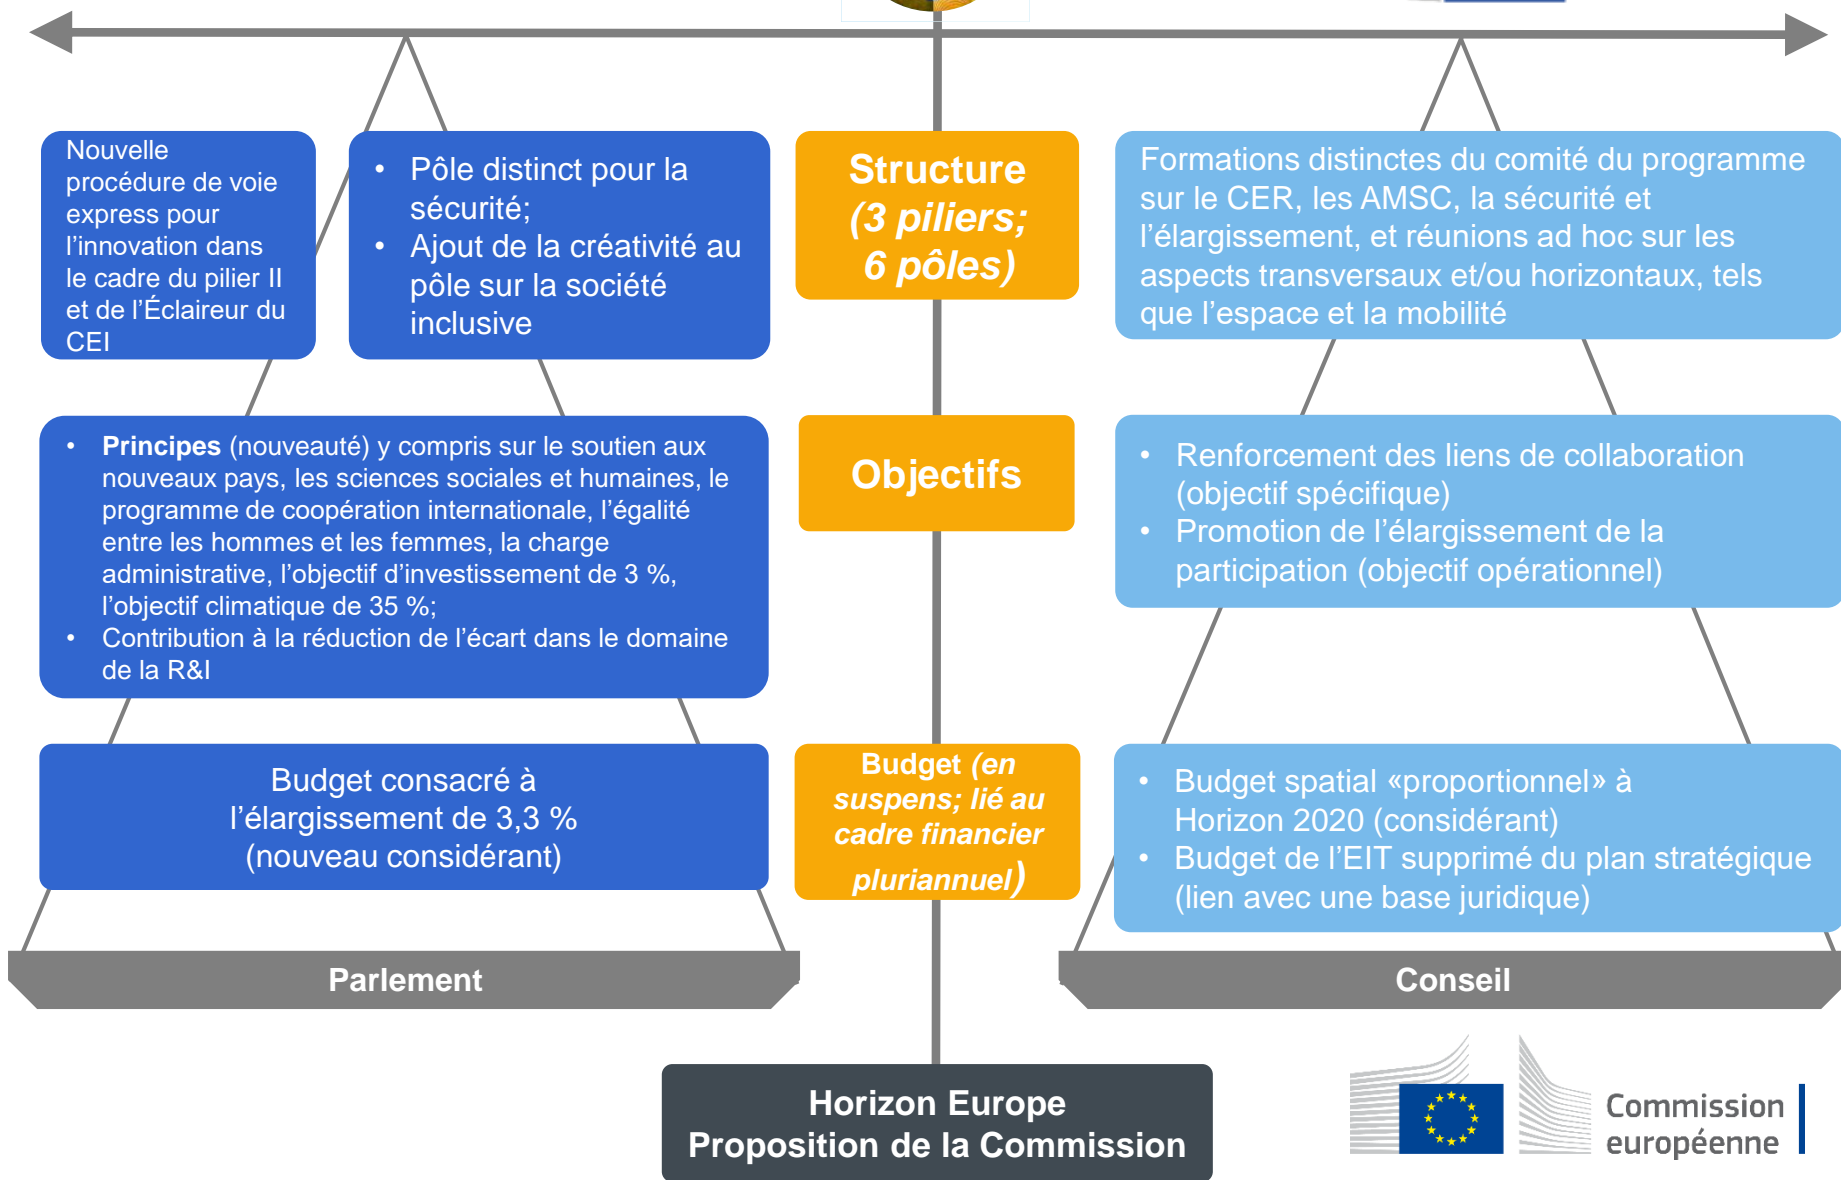 Nouvelle
procédure de voie
express pour
l’innovation dans
le cadre du pilier II
et de l’Éclaireur du
CEI
• Pôle distinct pour la
sécurité;
• Ajout de la créativité au
pôle sur la société
inclusive
Structure
(3 piliers;
6 pôles)
Formations distinctes du comité du programme
sur le CER, les AMSC, la sécurité et
l’élargissement, et réunions ad hoc sur les
aspects transversaux et/ou horizontaux, tels
que l’espace et la mobilité
• Principes (nouveauté) y compris sur le soutien aux
nouveaux pays, les sciences sociales et humaines, le
programme de coopération internationale, l’égalité
entre les hommes et les femmes, la charge
administrative, l’objectif d’investissement de 3 %,
l’objectif climatique de 35 %;
• Contribution à la réduction de l’écart dans le domaine
de la R&I
Objectifs
• Renforcement des liens de collaboration
(objectif spécifique)
• Promotion de l’élargissement de la
participation (objectif opérationnel)
Budget consacré à
l’élargissement de 3,3 %
(nouveau considérant)
Budget (en
suspens; lié au
cadre financier
pluriannuel)
• Budget spatial «proportionnel» à
Horizon 2020 (considérant)
• Budget de l’EIT supprimé du plan stratégique
(lien avec une base juridique)
Parlement
Conseil
Horizon Europe
Proposition de la Commission
Commission
européenne